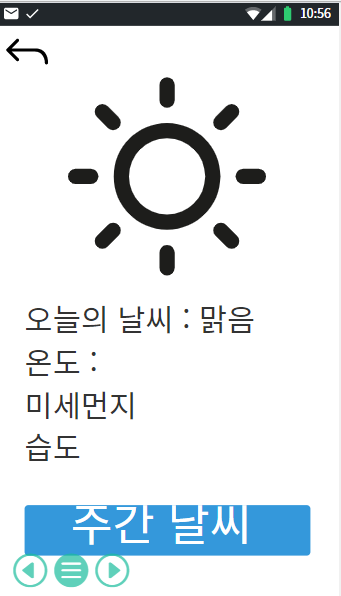 10:56
오늘의 날씨 : 맑음
온도 :
미세먼지
습도
주간 날씨